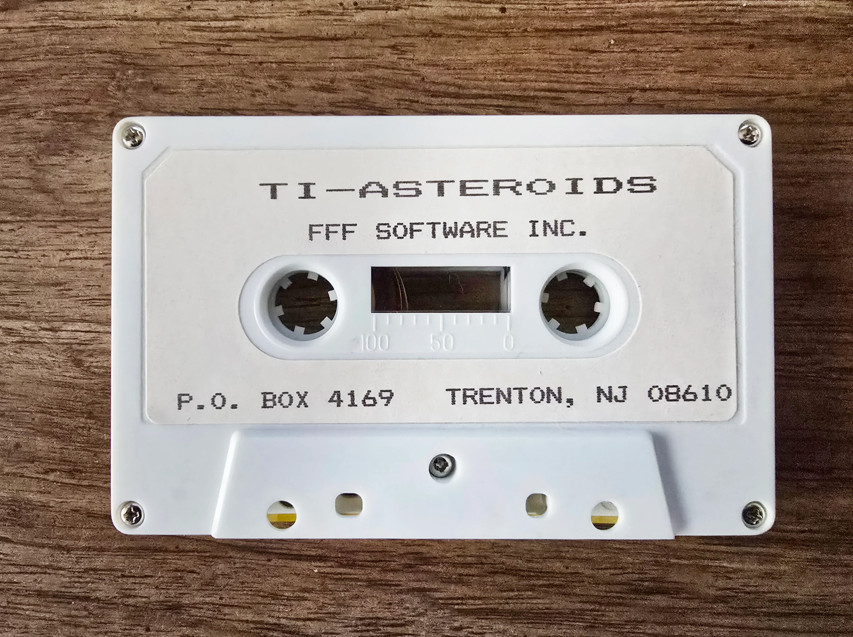 TI-ASTEROIDS
FFF SOFTWARE INC.
100 50 0
P.O. BOX 4169 TRENTON, NJ 08610